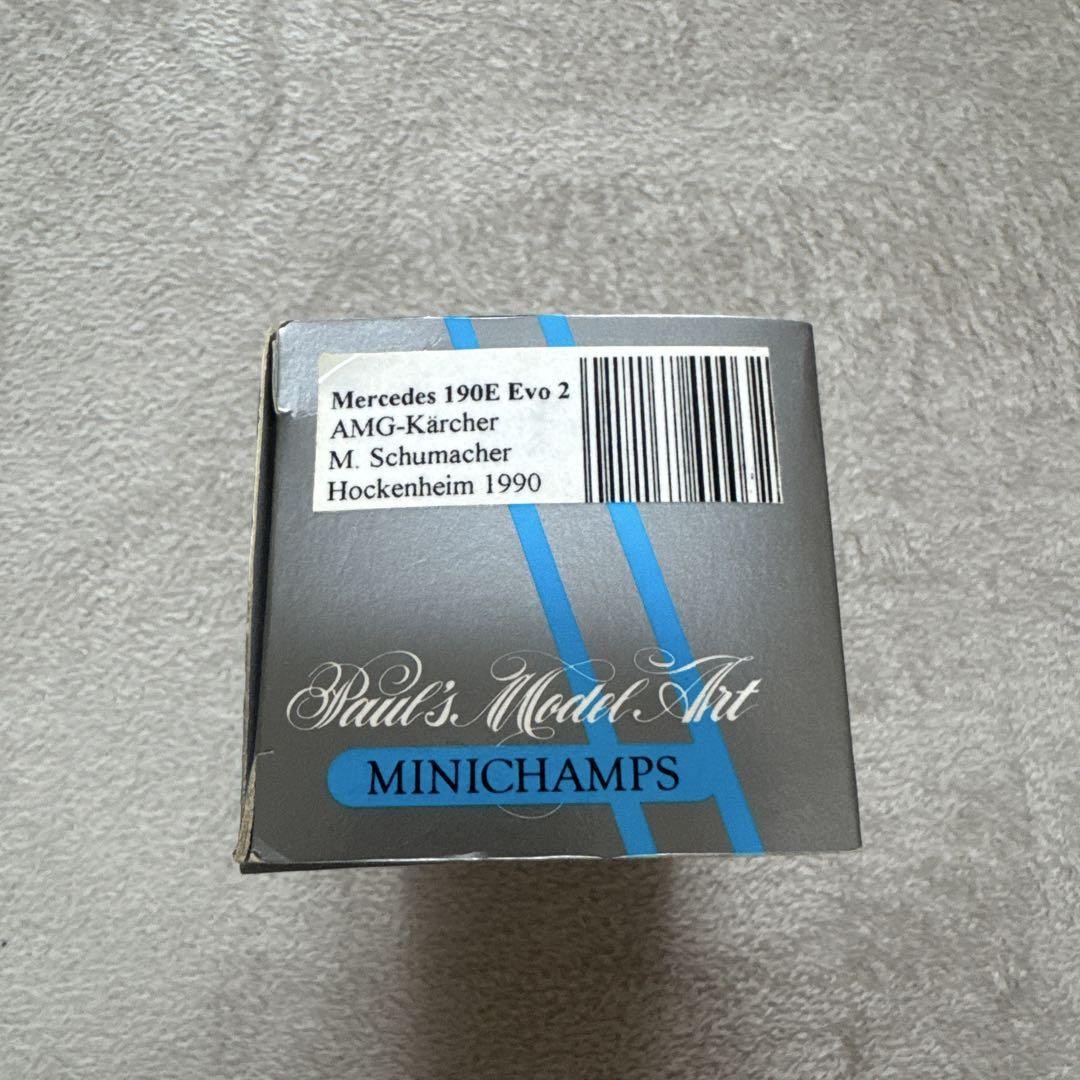 Mercedes 190E Evo 2
AMG-Kärcher
M. Schumacher
Hockenheim 1990
Paul's Model Art
MINICHAMPS